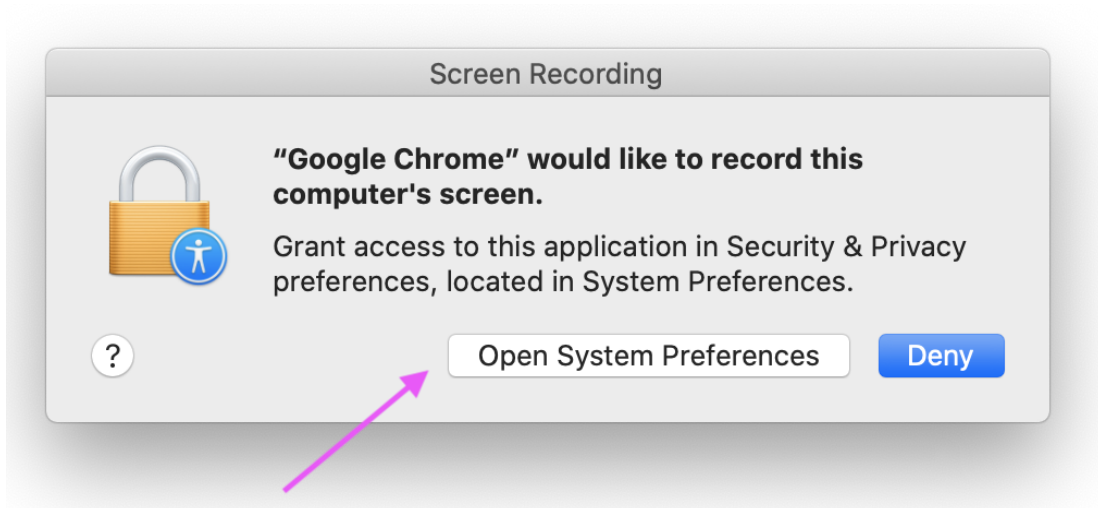 Screen Recording
“Google Chrome” would like to record this
computer's screen.
Grant access to this application in Security & Privacy
preferences, located in System Preferences.
?
Open System Preferences
Deny